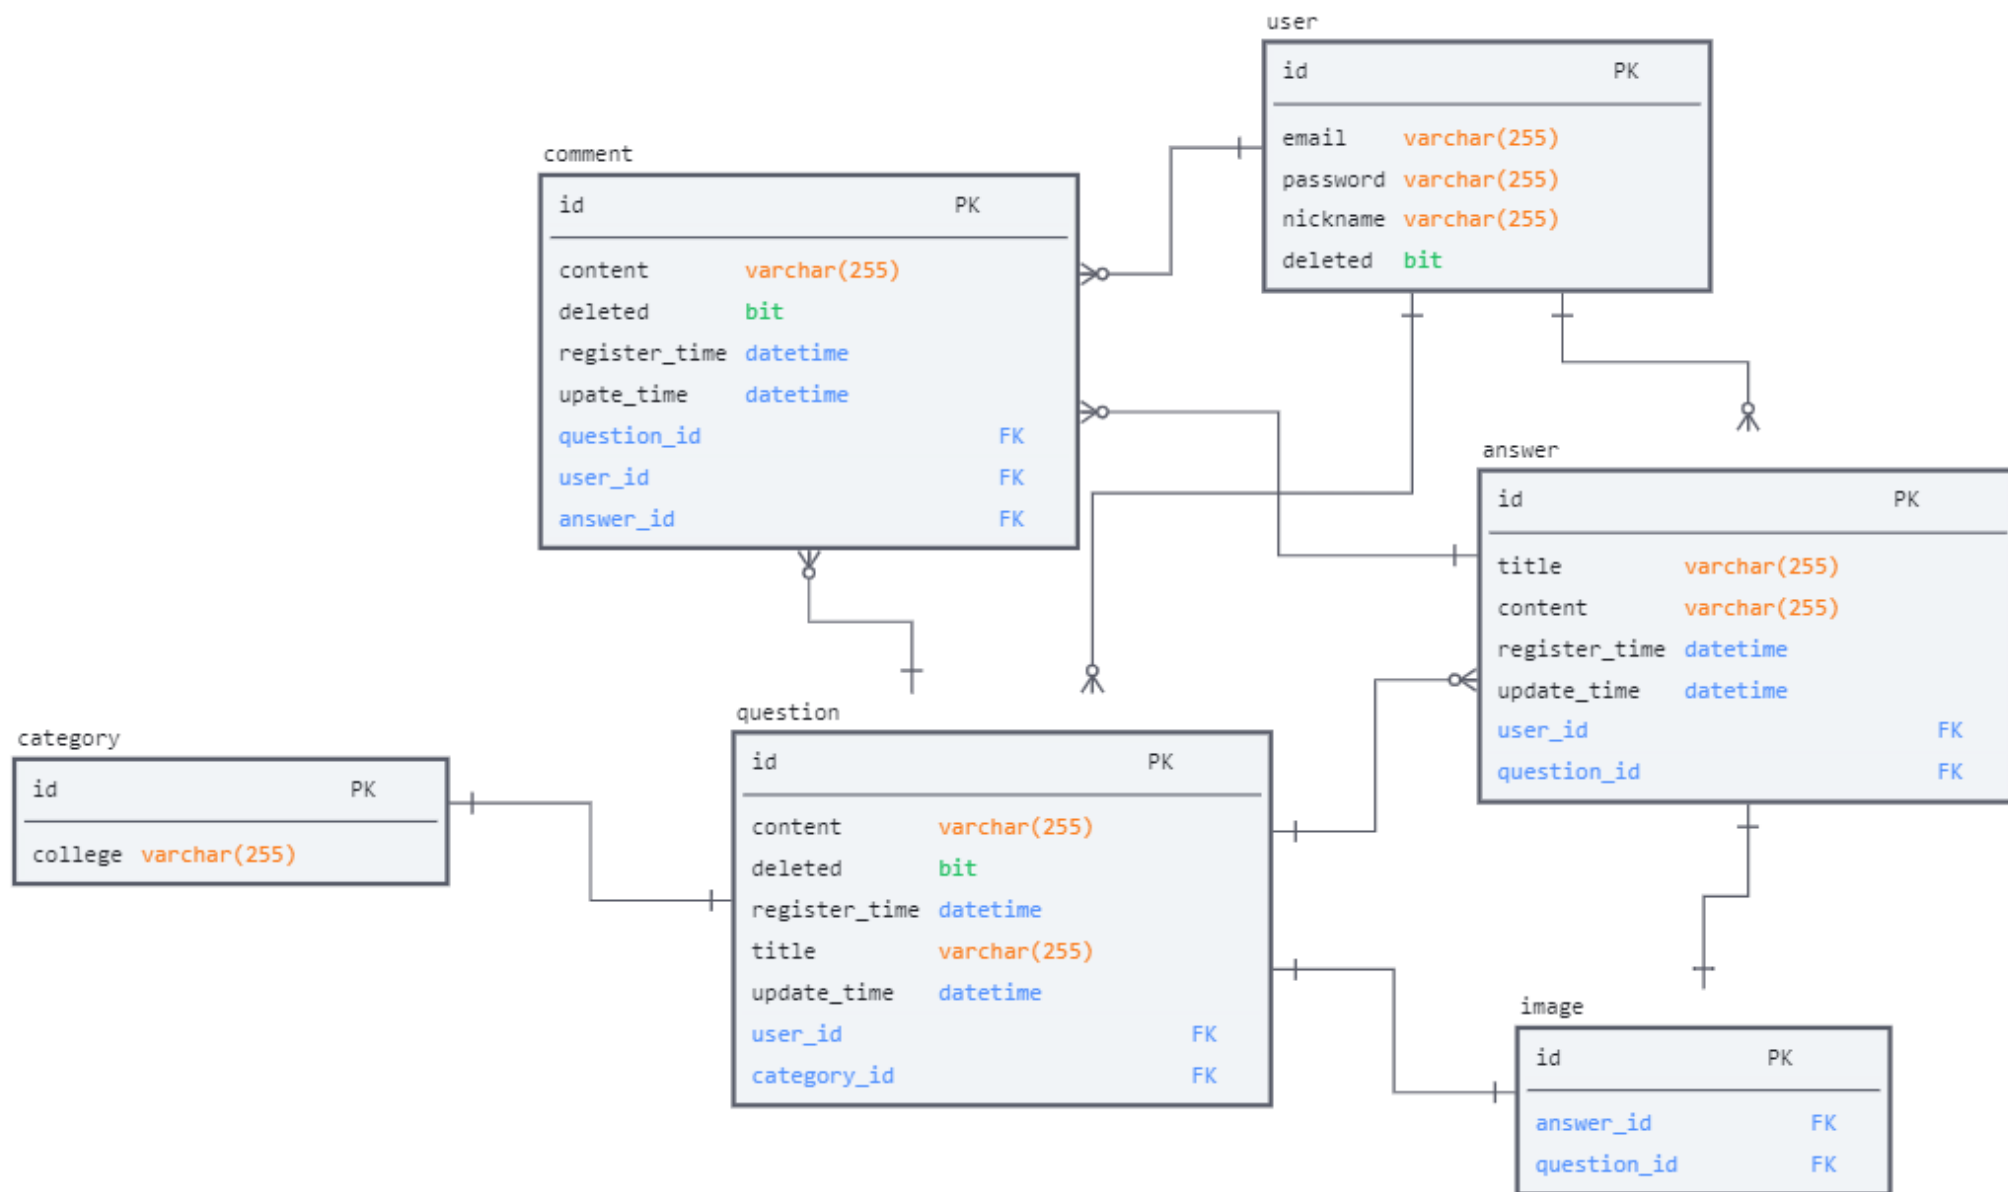 user
id PK
email varchar(255)
password varchar(255)
nickname varchar(255)
deleted bit
comment
id PK
content varchar(255)
deleted bit
register_time datetime
upate_time datetime
question_id FK
user_id FK
answer_id FK
answer
id PK
title varchar(255)
content varchar(255)
register_time datetime
update_time datetime
user_id FK
question_id FK
category
id PK
college varchar(255)
question
id PK
content varchar(255)
deleted bit
register_time datetime
title varchar(255)
update_time datetime
user_id FK
category_id FK
image
id PK
answer_id FK
question_id FK